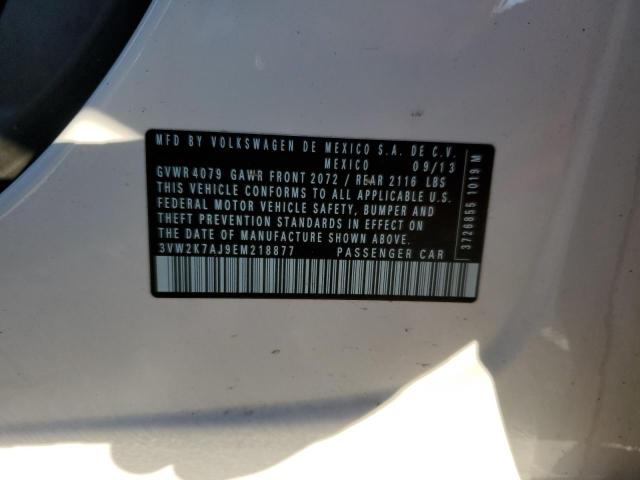 MFD BY VOLKSWAGEN DE MEXICO S.A. DE C.V.
MEXICO 09/13
GVWR 4079 GAWR FRONT 2072 / REAR 2116 LBS
THIS VEHICLE CONFORMS TO ALL APPLICABLE U.S.
FEDERAL MOTOR VEHICLE SAFETY, BUMPER AND
THEFT PREVENTION STANDARDS IN EFFECT ON
THE DATE OF MANUFACTURE SHOWN ABOVE.
3VW2K7AJ9EM218877 PASSENGER CAR
3726855 1019 M